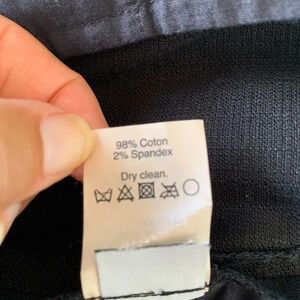 98% Coton
2% Spandex
Dry clean.